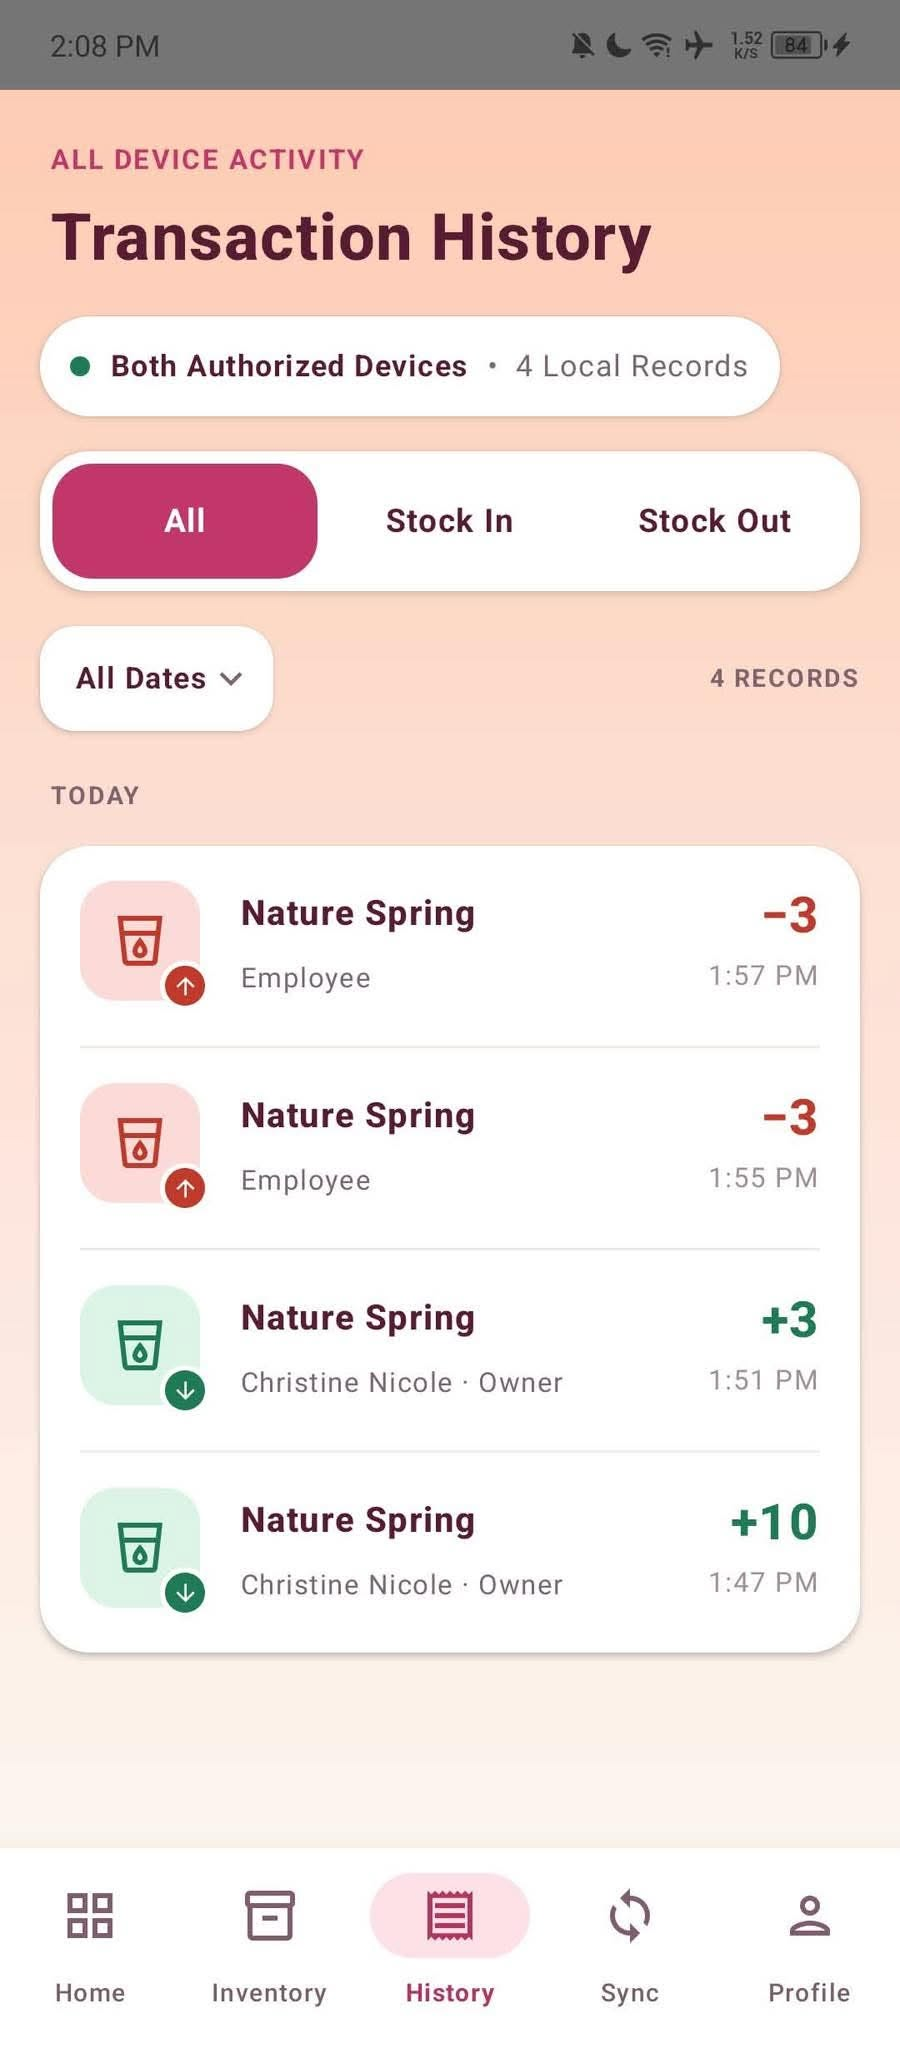 2:08 PM 1.52 K/S 84
ALL DEVICE ACTIVITY
Transaction History
Both Authorized Devices • 4 Local Records
All Stock In Stock Out
All Dates 4 RECORDS
TODAY
Nature Spring −3
Employee 1:57 PM
Nature Spring −3
Employee 1:55 PM
Nature Spring +3
Christine Nicole · Owner 1:51 PM
Nature Spring +10
Christine Nicole · Owner 1:47 PM
Home Inventory History Sync Profile